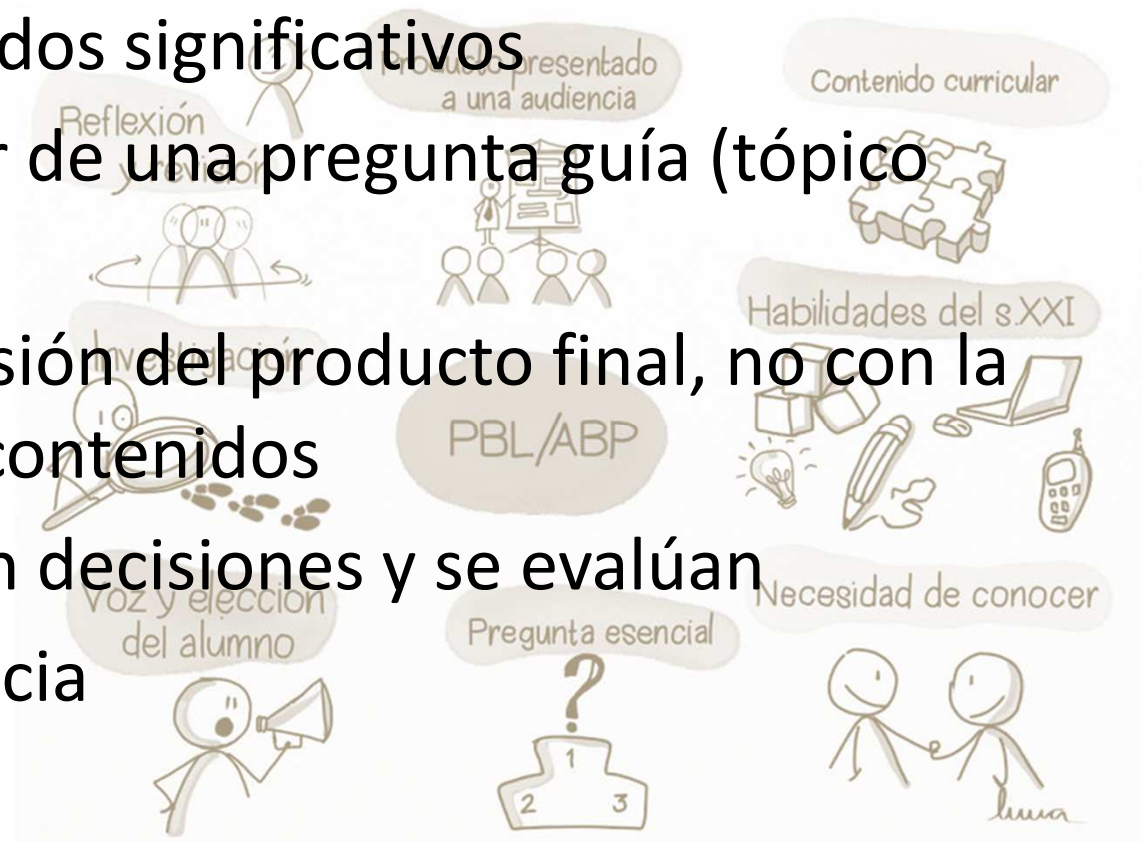 dos significativos
Producto presentado
a una audiencia
Contenido curricular
Reflexión
y revisión
r de una pregunta guía (tópico
Habilidades del s.XXI
Investigación
sión del producto final, no con la
PBL/ABP
contenidos
n decisiones y se evalúan
Voz y elección
del alumno
Necesidad de conocer
Pregunta esencial
cia
?
1
2 3